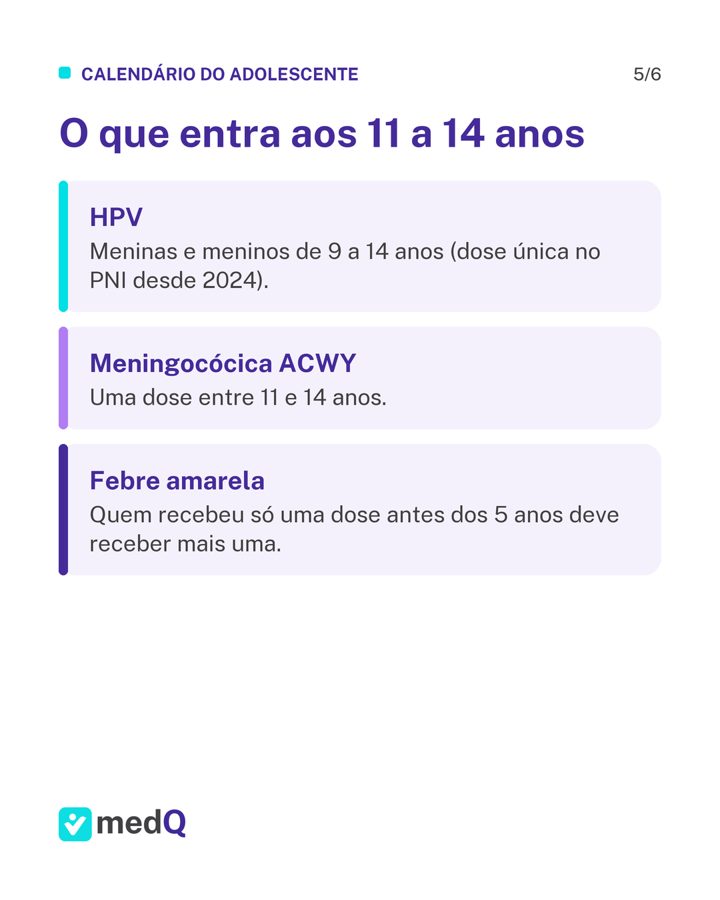 CALENDÁRIO DO ADOLESCENTE
5/6
O que entra aos 11 a 14 anos
HPV
Meninas e meninos de 9 a 14 anos (dose única no
PNI desde 2024).
Meningocócica ACWY
Uma dose entre 11 e 14 anos.
Febre amarela
Quem recebeu só uma dose antes dos 5 anos deve
receber mais uma.
medQ